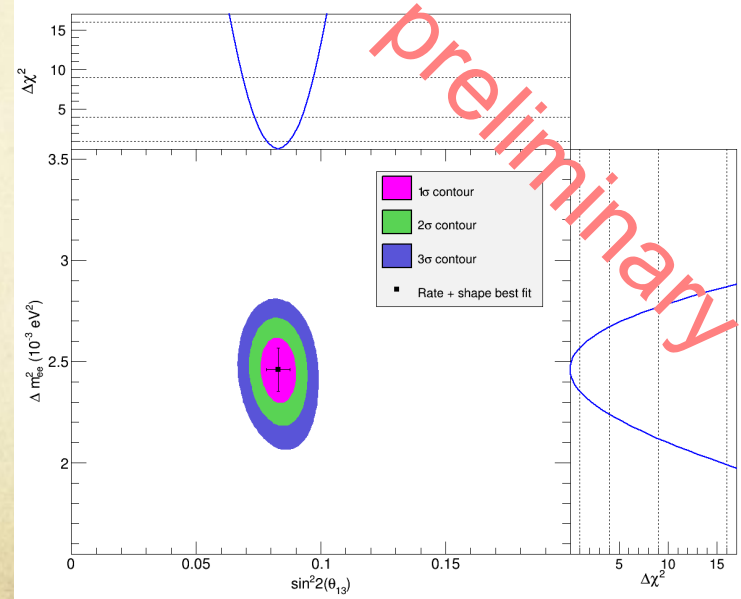 15
10
5
Δχ²
preliminary
3.5
3
2.5
2
Δ m²ee (10⁻³ eV²)
1σ contour
2σ contour
3σ contour
Rate + shape best fit
0 0.05 0.1 0.15
sin²2(θ₁₃)
5 10 15
Δχ²